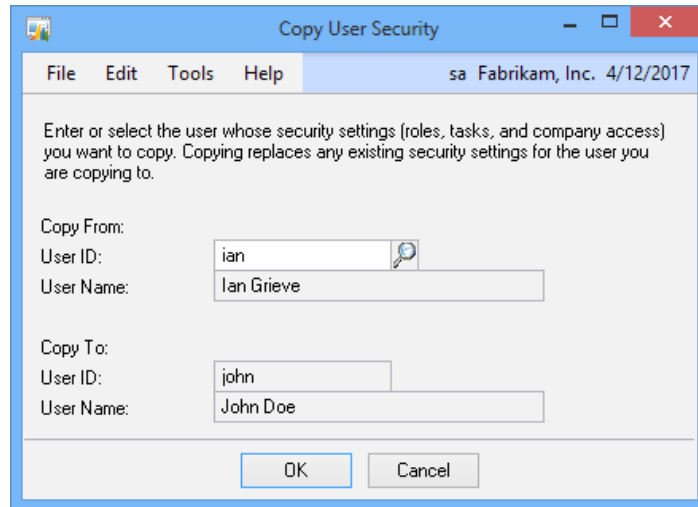 Copy User Security
File Edit Tools Help sa Fabrikam, Inc. 4/12/2017
Enter or select the user whose security settings (roles, tasks, and company access)
you want to copy. Copying replaces any existing security settings for the user you
are copying to.
Copy From:
User ID: ian
User Name: Ian Grieve
Copy To:
User ID: john
User Name: John Doe
OK Cancel